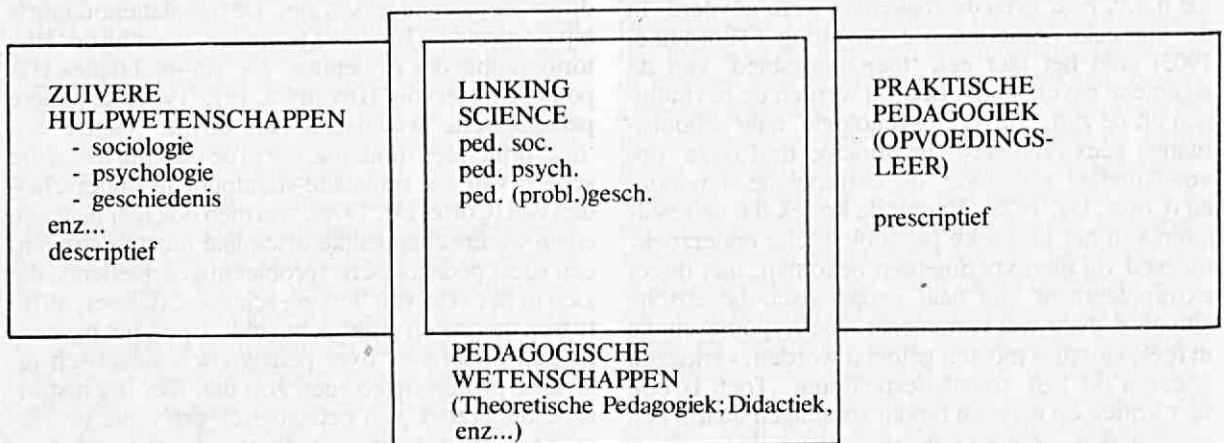 ZUIVERE
HULPWETENSCHAPPEN
- sociologie
- psychologie
- geschiedenis
enz...
descriptief
LINKING
SCIENCE
ped. soc.
ped. psych.
ped. (probl.)gesch.
PRAKTISCHE
PEDAGOGIEK
(OPVOEDINGS-
LEER)
prescriptief
PEDAGOGISCHE
WETENSCHAPPEN
(Theoretische Pedagogiek; Didactiek,
enz...)